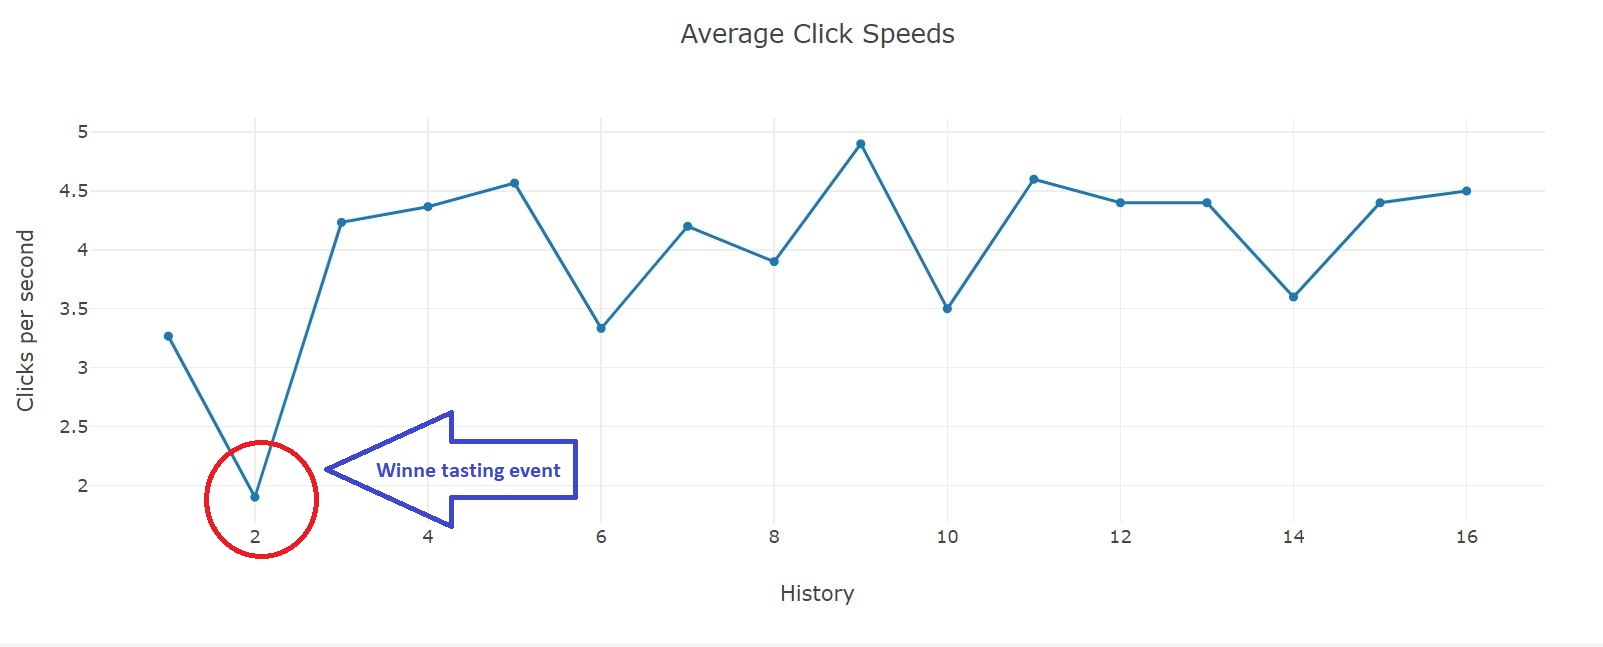 Average Click Speeds
5
4.5
4
3.5
3
2.5
2
Clicks per second
Winne tasting event
2 4 6 8 10 12 14 16
History